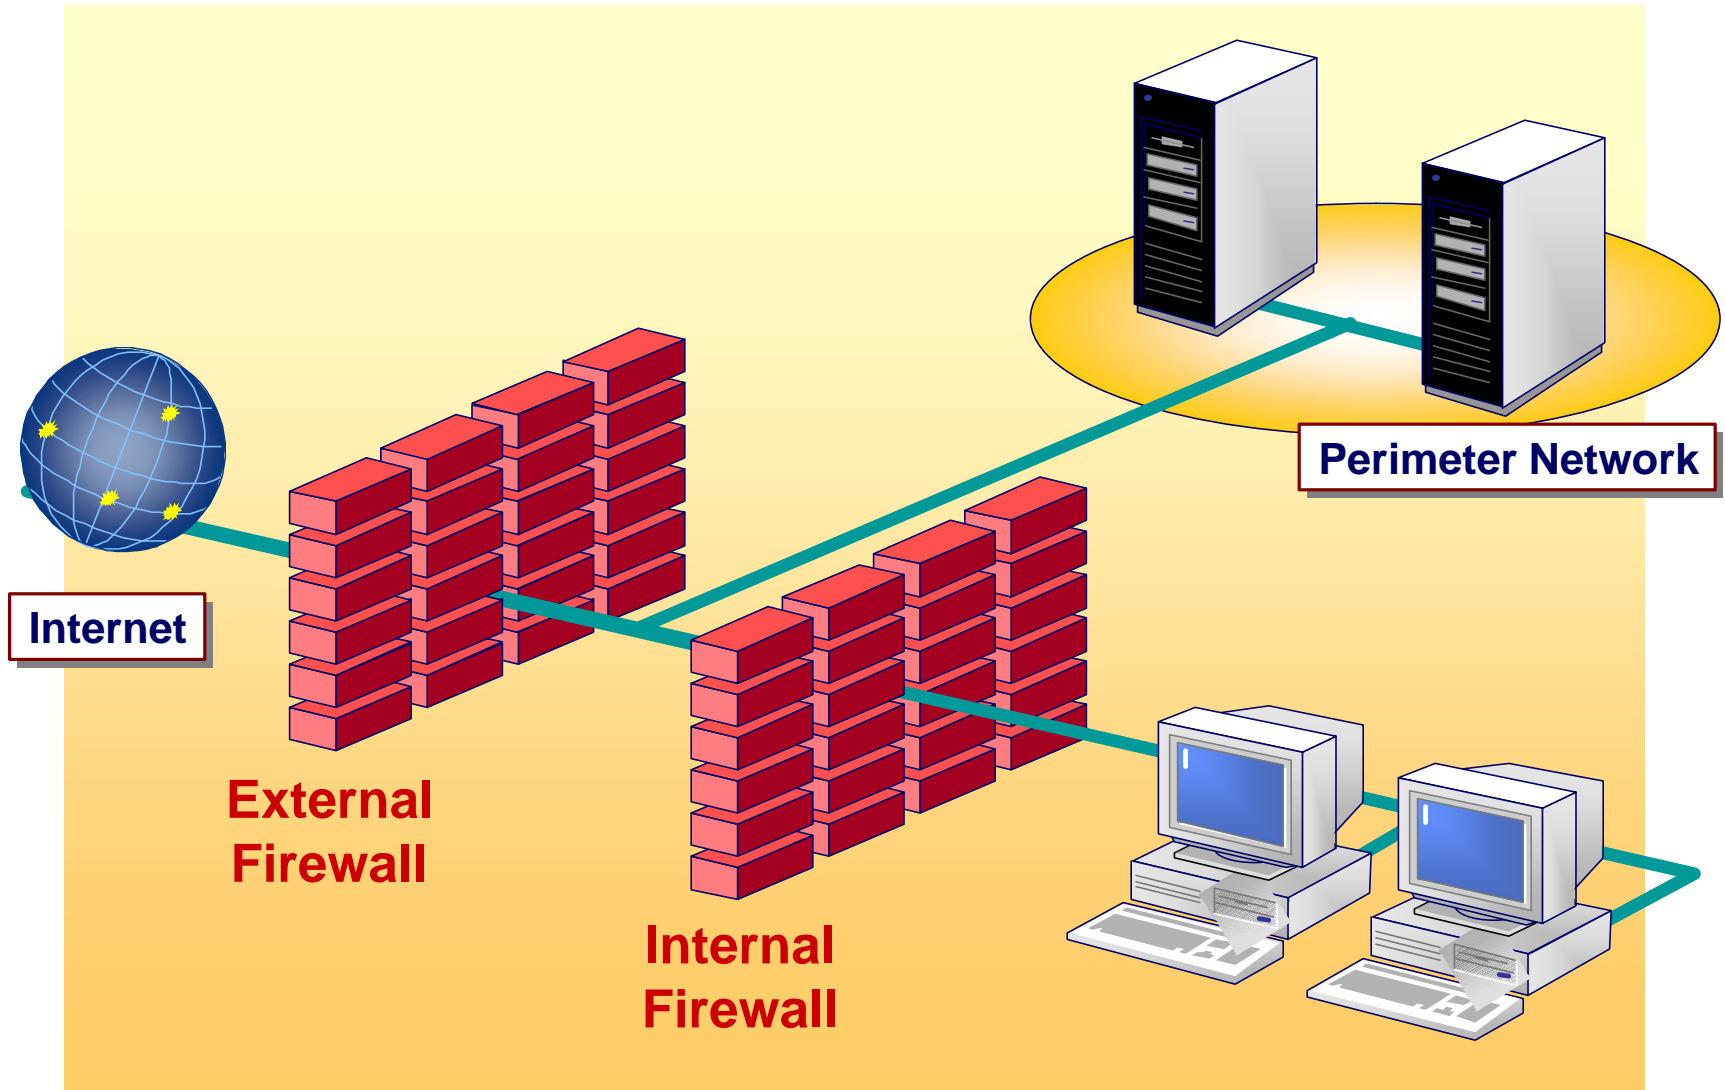 Perimeter Network
Internet
External
Firewall
Internal
Firewall